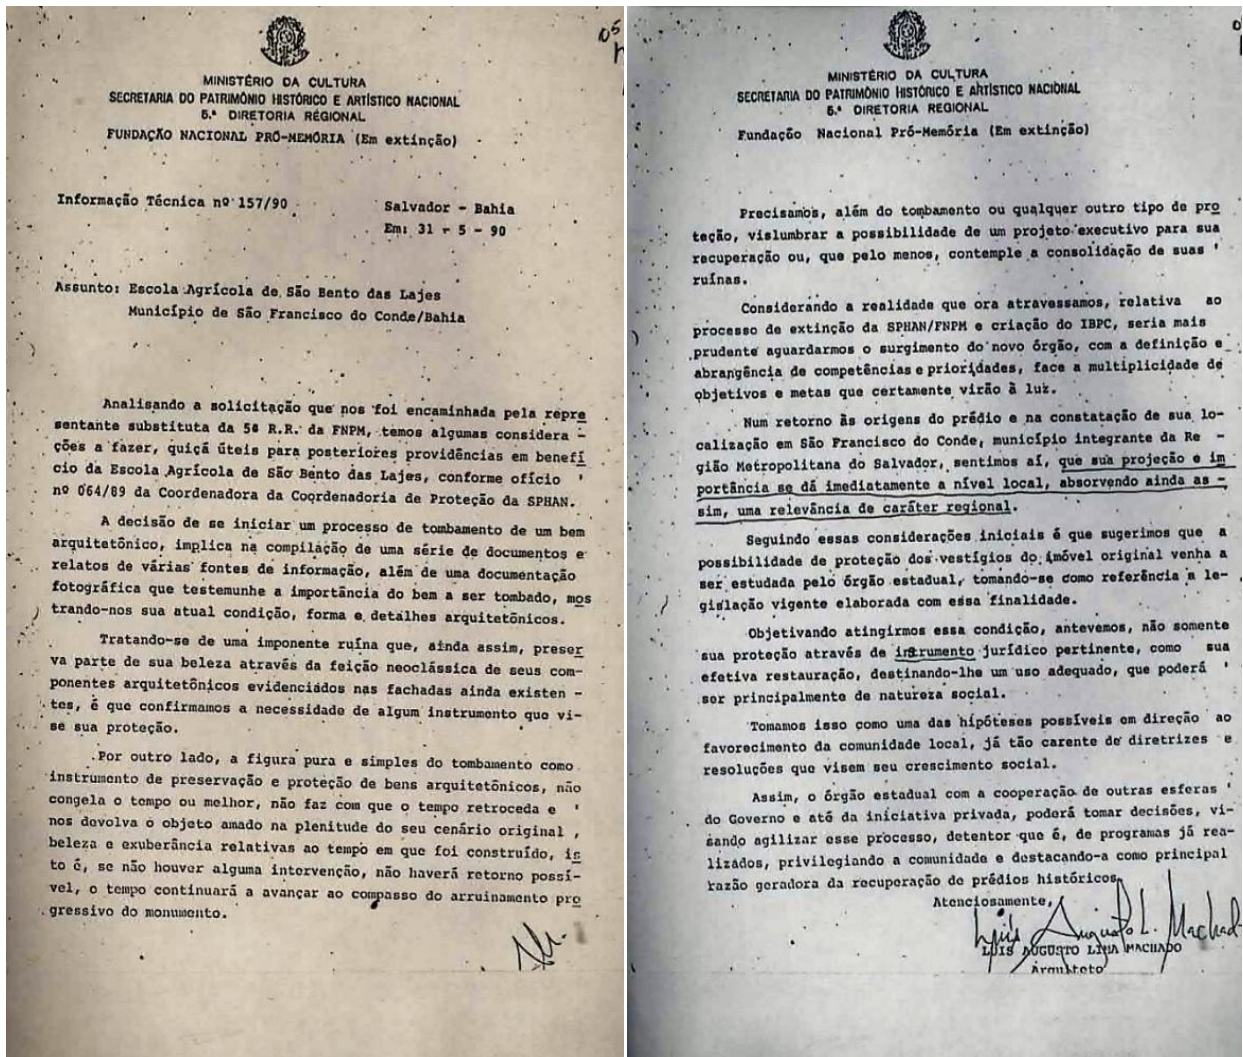 05
MINISTÉRIO DA CULTURA
SECRETARIA DO PATRIMÔNIO HISTÓRICO E ARTÍSTICO NACIONAL
5.ª DIRETORIA REGIONAL
FUNDAÇÃO NACIONAL PRÓ-MEMÓRIA (Em extinção)
Informação Técnica nº 157/90
Salvador - Bahia
Em: 31 - 5 - 90
Assunto: Escola Agrícola de São Bento das Lajes
Município de São Francisco do Conde/Bahia
Analisando a solicitação que nos foi encaminhada pela repre
sentante substituta da 5ª R.R. da FNPM, temos algumas considera -
ções a fazer, quiçá úteis para posteriores providências em benefí
cio da Escola Agrícola de São Bento das Lajes, conforme ofício '
nº 064/89 da Coordenadora da Coordenadoria de Proteção da SPHAN.
A decisão de se iniciar um processo de tombamento de um bem
arquitetônico, implica na compilação de uma série de documentos e
relatos de várias fontes de informação, além de uma documentação
fotográfica que testemunhe a importância do bem a ser tombado, mos
trando-nos sua atual condição, forma e detalhes arquitetônicos.
Tratando-se de uma imponente ruína que, ainda assim, preser
va parte de sua beleza através da feição neoclássica de seus com-
ponentes arquitetônicos evidenciados nas fachadas ainda existen -
tes, é que confirmamos a necessidade de algum instrumento que vi-
se sua proteção.
Por outro lado, a figura pura e simples do tombamento como
instrumento de preservação e proteção de bens arquitetônicos, não
congela o tempo ou melhor, não faz com que o tempo retroceda e '
nos devolva o objeto amado na plenitude do seu cenário original ,
beleza e exuberância relativas ao tempo em que foi construído, is
to é, se não houver alguma intervenção, não haverá retorno possí-
vel, o tempo continuará a avançar ao compasso do arruinamento pro
gressivo do monumento.
MINISTÉRIO DA CULTURA
SECRETARIA DO PATRIMÔNIO HISTÓRICO E ARTÍSTICO NACIONAL
5.ª DIRETORIA REGIONAL
Fundação Nacional Pró-Memória (Em extinção)
Precisamos, além do tombamento ou qualquer outro tipo de pro
teção, vislumbrar a possibilidade de um projeto executivo para sua
recuperação ou, que pelo menos, contemple a consolidação de suas '
ruínas.
Considerando a realidade que ora atravessamos, relativa ao
processo de extinção da SPHAN/FNPM e criação do IBPC, seria mais
prudente aguardarmos o surgimento do novo órgão, com a definição e
abrangência de competências e prioridades, face a multiplicidade de
objetivos e metas que certamente virão à luz.
Num retorno às origens do prédio e na constatação de sua lo-
calização em São Francisco do Conde, município integrante da Re -
gião Metropolitana do Salvador, sentimos aí, que sua projeção e im
portância se dá imediatamente a nível local, absorvendo ainda as -
sim, uma relevância de caráter regional.
Seguindo essas considerações iniciais é que sugerimos que a
possibilidade de proteção dos vestígios do imóvel original venha a
ser estudada pelo órgão estadual, tomando-se como referência a le-
gislação vigente elaborada com essa finalidade.
Objetivando atingirmos essa condição, antevemos, não somente
sua proteção através de instrumento jurídico pertinente, como sua
efetiva restauração, destinando-lhe um uso adequado, que poderá '
ser principalmente de natureza social.
Tomamos isso como uma das hipóteses possíveis em direção ao
favorecimento da comunidade local, já tão carente de diretrizes e
resoluções que visem seu crescimento social.
Assim, o órgão estadual com a cooperação de outras esferas '
do Governo e até da iniciativa privada, poderá tomar decisões, vi-
sando agilizar esse processo, detentor que é, de programas já rea-
lizados, privilegiando a comunidade e destacando-a como principal
razão geradora da recuperação de prédios históricos.
Atenciosamente,
Luis Augusto L. Machado
LUIS AUGUSTO LIMA MACHADO
Arquiteto